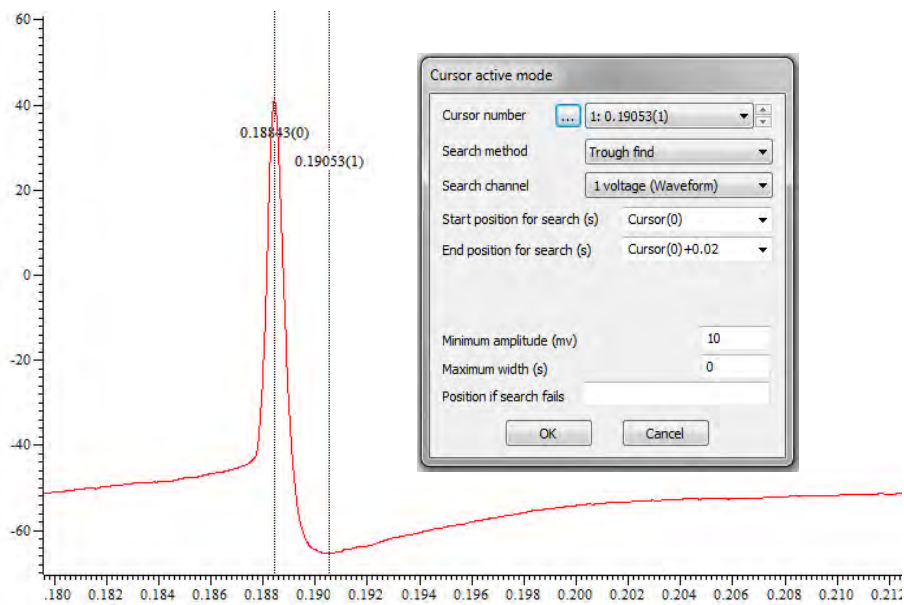 60
40
20
0
-20
-40
-60
0.18843(0)
0.19053(1)
.180 0.182 0.184 0.186 0.188 0.190 0.192 0.194 0.196 0.198 0.200 0.202 0.204 0.206 0.208 0.210 0.212
Cursor active mode
Cursor number ... 1: 0.19053(1)
Search method Trough find
Search channel 1 voltage (Waveform)
Start position for search (s) Cursor(0)
End position for search (s) Cursor(0)+0.02
Minimum amplitude (mv) 10
Maximum width (s) 0
Position if search fails
OK Cancel